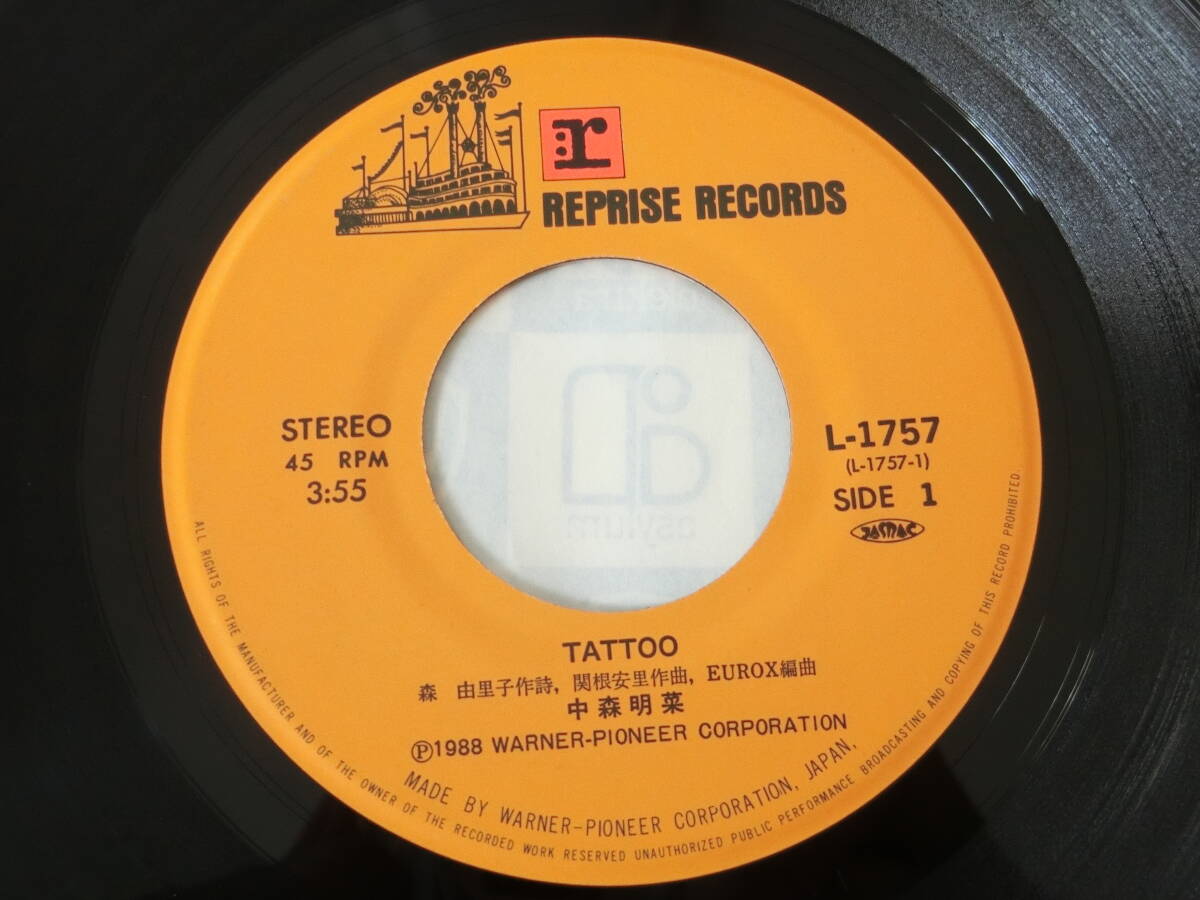 r
REPRISE RECORDS
STEREO
45 RPM
3:55
L-1757
(L-1757-1)
SIDE 1
JASRAC
TATTOO
森 由里子作詩, 関根安里作曲, EUROX編曲
中森明菜
Ⓟ1988 WARNER-PIONEER CORPORATION
MADE BY WARNER-PIONEER CORPORATION, JAPAN,
ALL RIGHTS OF THE MANUFACTURER AND OF THE OWNER OF THE RECORDED WORK RESERVED UNAUTHORIZED PUBLIC PERFORMANCE BROADCASTING AND COPYING OF THIS RECORD PROHIBITED.
elektra
asylum